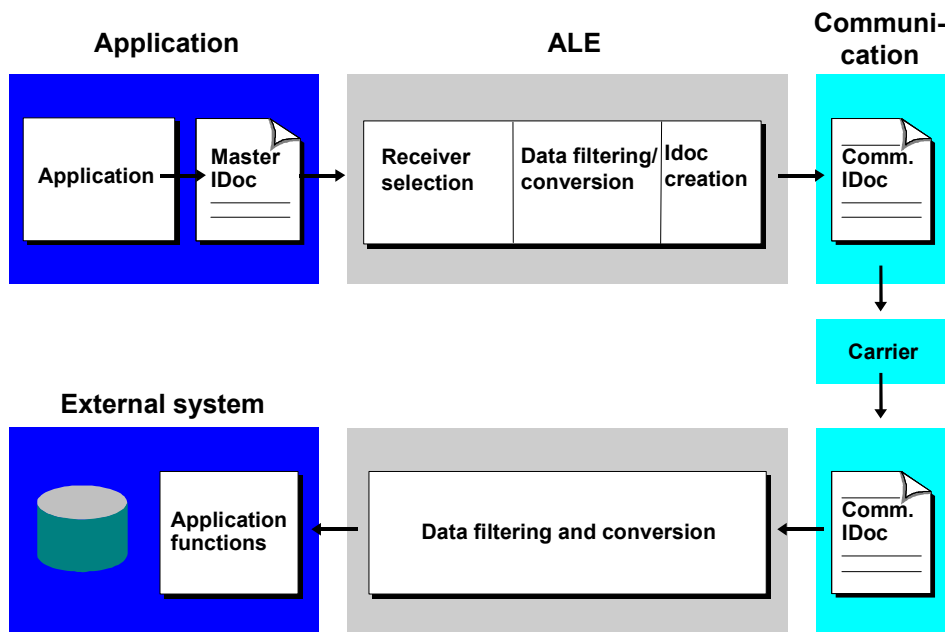 Application
ALE
Communi-
cation
Application
Master
IDoc
Receiver
selection
Data filtering/
conversion
Idoc
creation
Comm.
IDoc
Carrier
External system
Application
functions
Data filtering and conversion
Comm.
IDoc